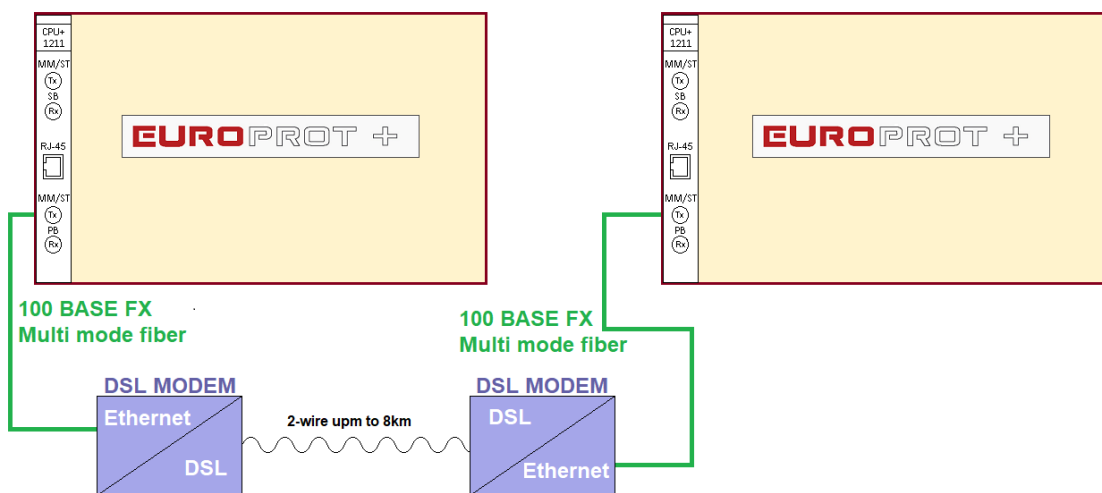 CPU+
1211
MM/ST
Tx
SB
Rx
RJ-45
MM/ST
Tx
PB
Rx
EUROPROT +
CPU+
1211
MM/ST
Tx
SB
Rx
RJ-45
MM/ST
Tx
PB
Rx
EUROPROT +
100 BASE FX
Multi mode fiber
100 BASE FX
Multi mode fiber
DSL MODEM
Ethernet
DSL
2-wire upm to 8km
DSL MODEM
DSL
Ethernet